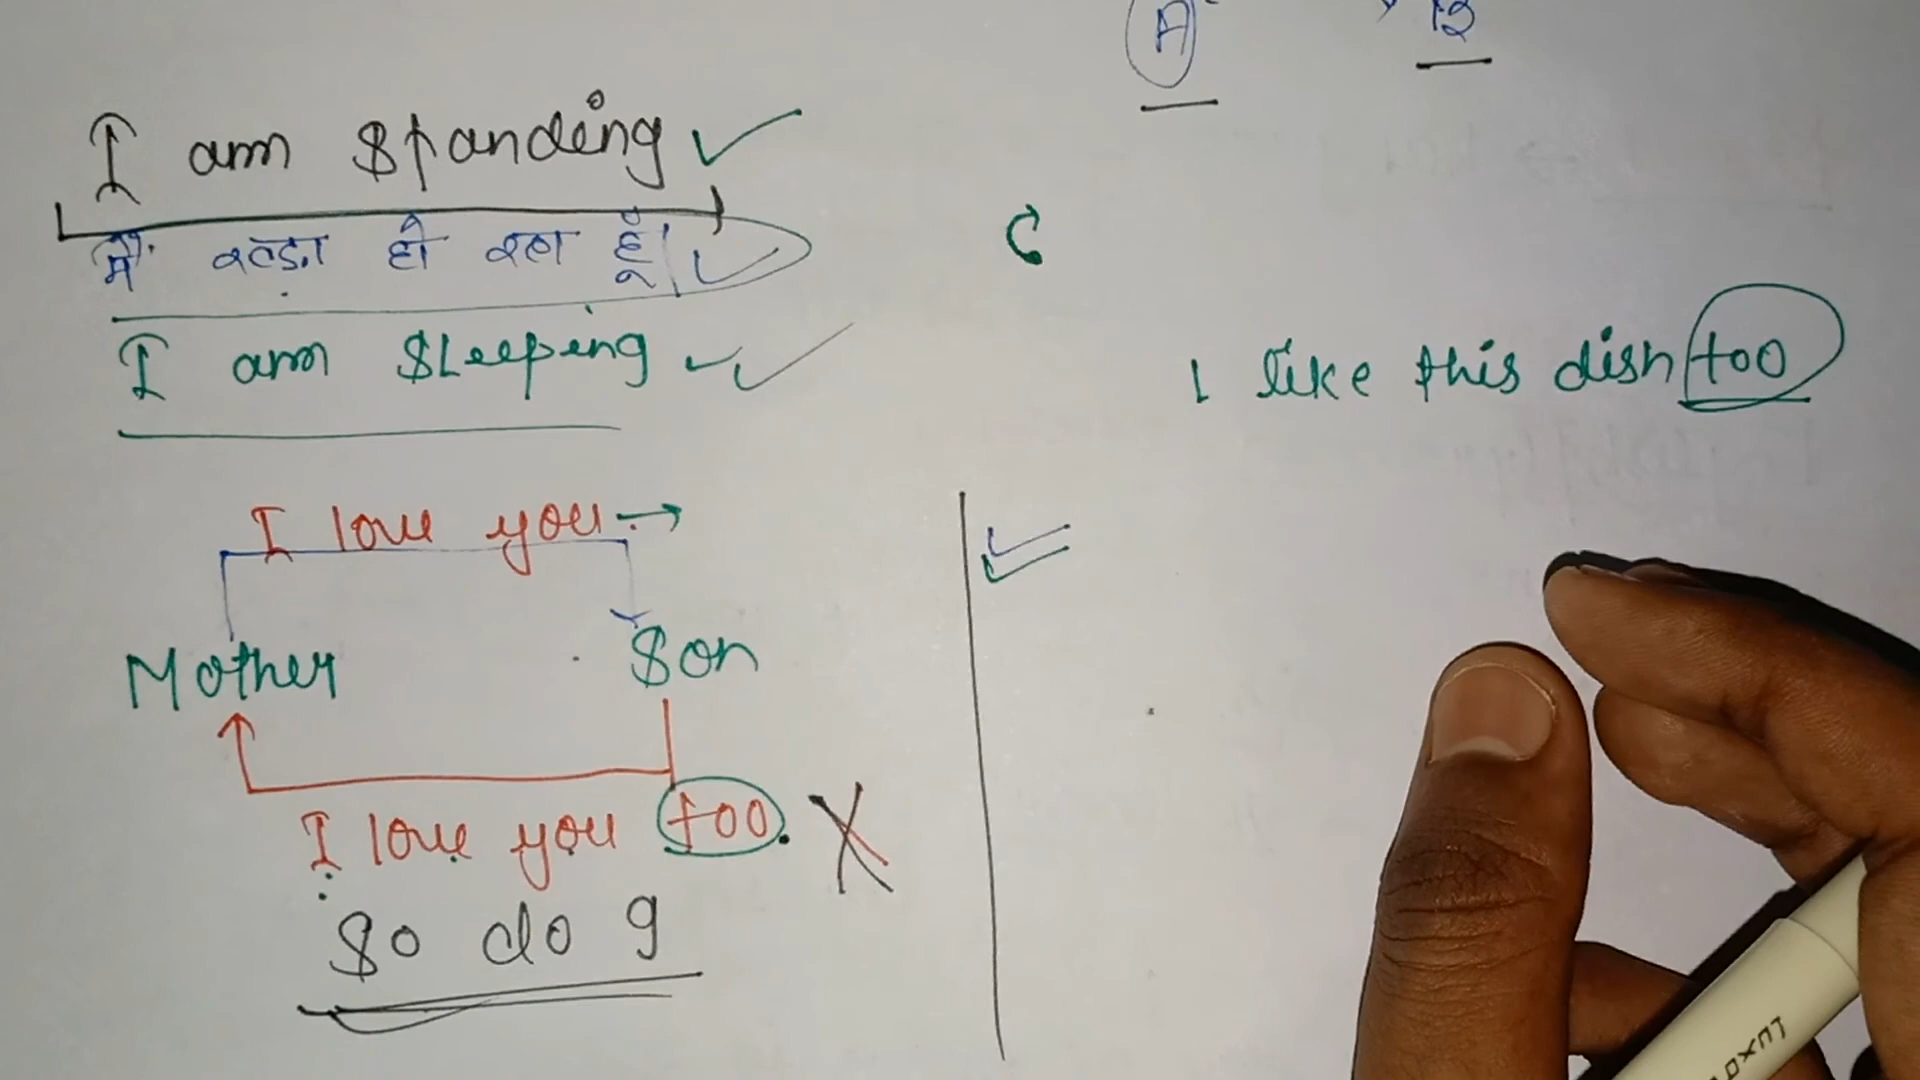 A
I am Standing
मैं खड़ा हो रहा हूँ।
I am Sleeping
I like this dish too
I love you
Mother Son
I love you too.
So do I
LUXOR